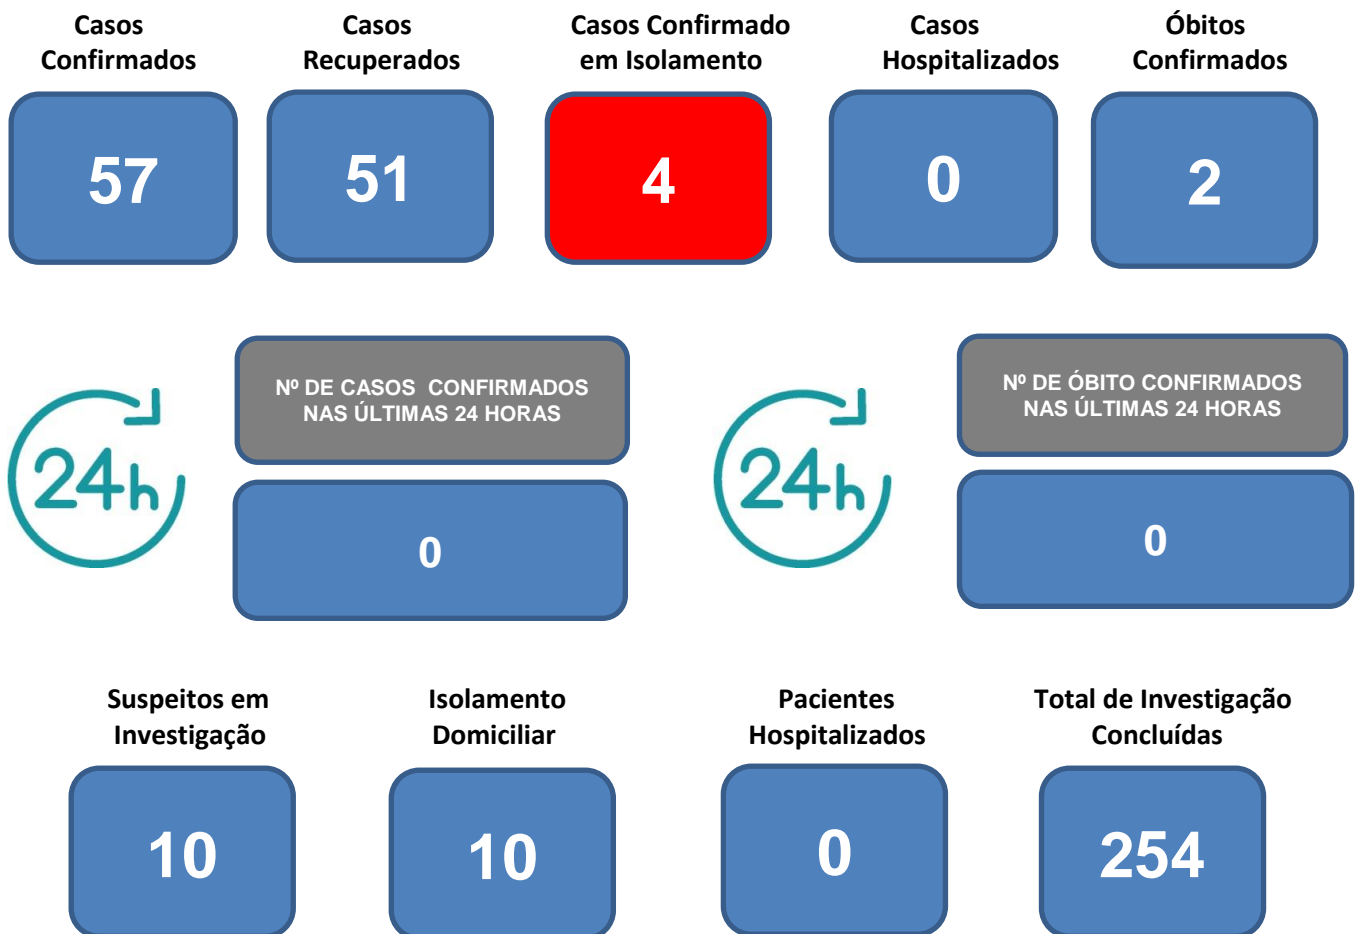 Casos
Confirmados
Casos
Recuperados
Casos Confirmado
em Isolamento
Casos
Hospitalizados
Óbitos
Confirmados
57
51
4
0
2
24h
Nº DE CASOS CONFIRMADOS
NAS ÚLTIMAS 24 HORAS
0
24h
Nº DE ÓBITO CONFIRMADOS
NAS ÚLTIMAS 24 HORAS
0
Suspeitos em
Investigação
Isolamento
Domiciliar
Pacientes
Hospitalizados
Total de Investigação
Concluídas
10
10
0
254